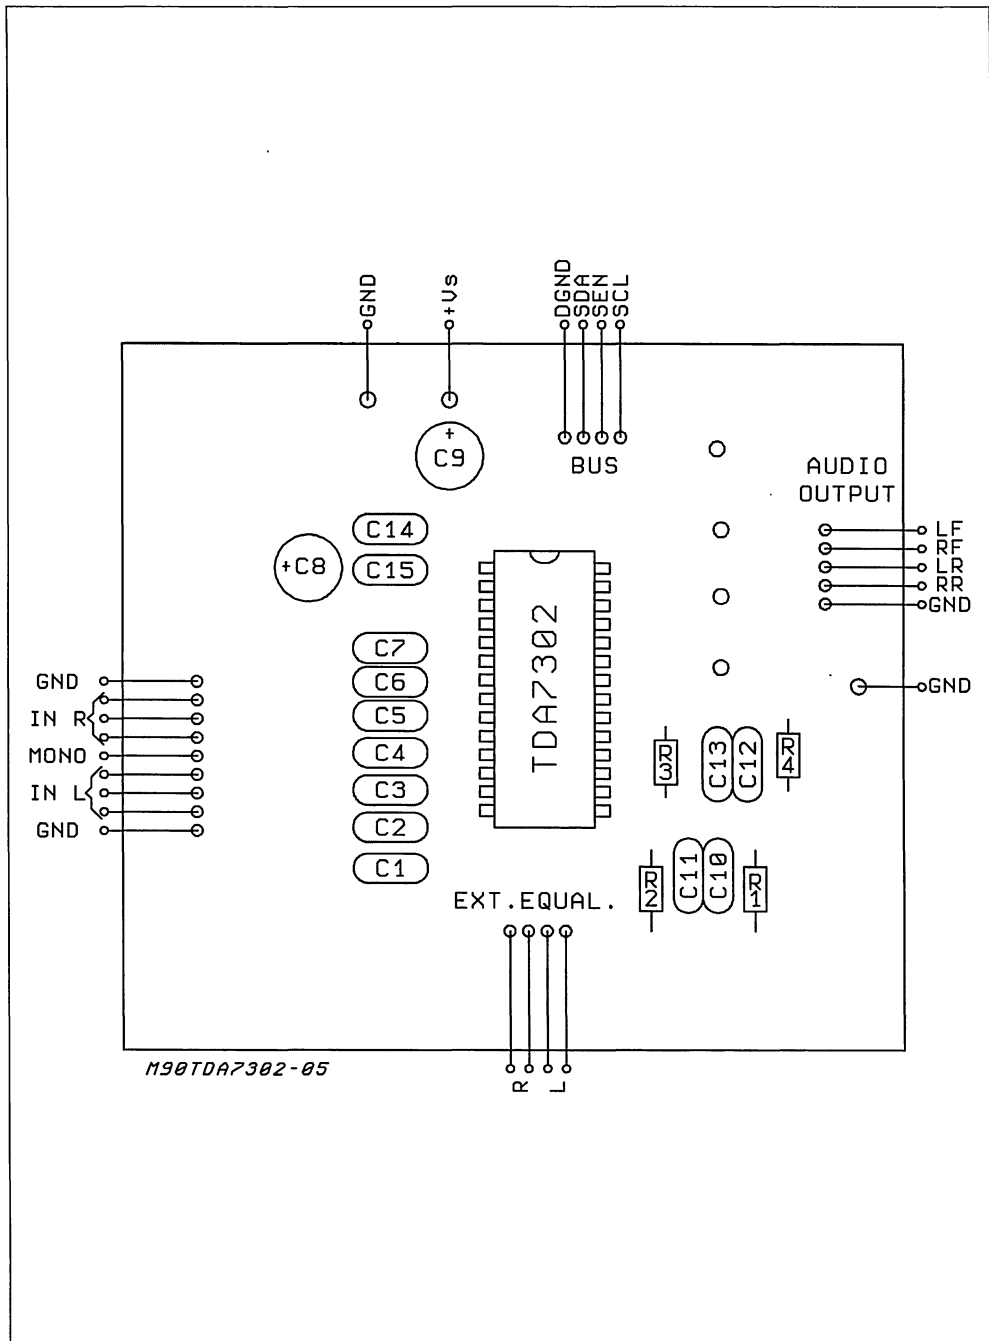 GND
+Vs
DGND
SDA
SEN
SCL
+
C9
BUS
AUDIO
OUTPUT
C14
LF
RF
+C8
C15
LR
RR
GND
TDA7302
C7
GND
C6
GND
IN R
C5
MONO
C4
R3
C13
C12
R4
IN L
C3
GND
C2
C1
R2
C11
C10
R1
EXT.EQUAL.
M90TDA7302-05
R
L